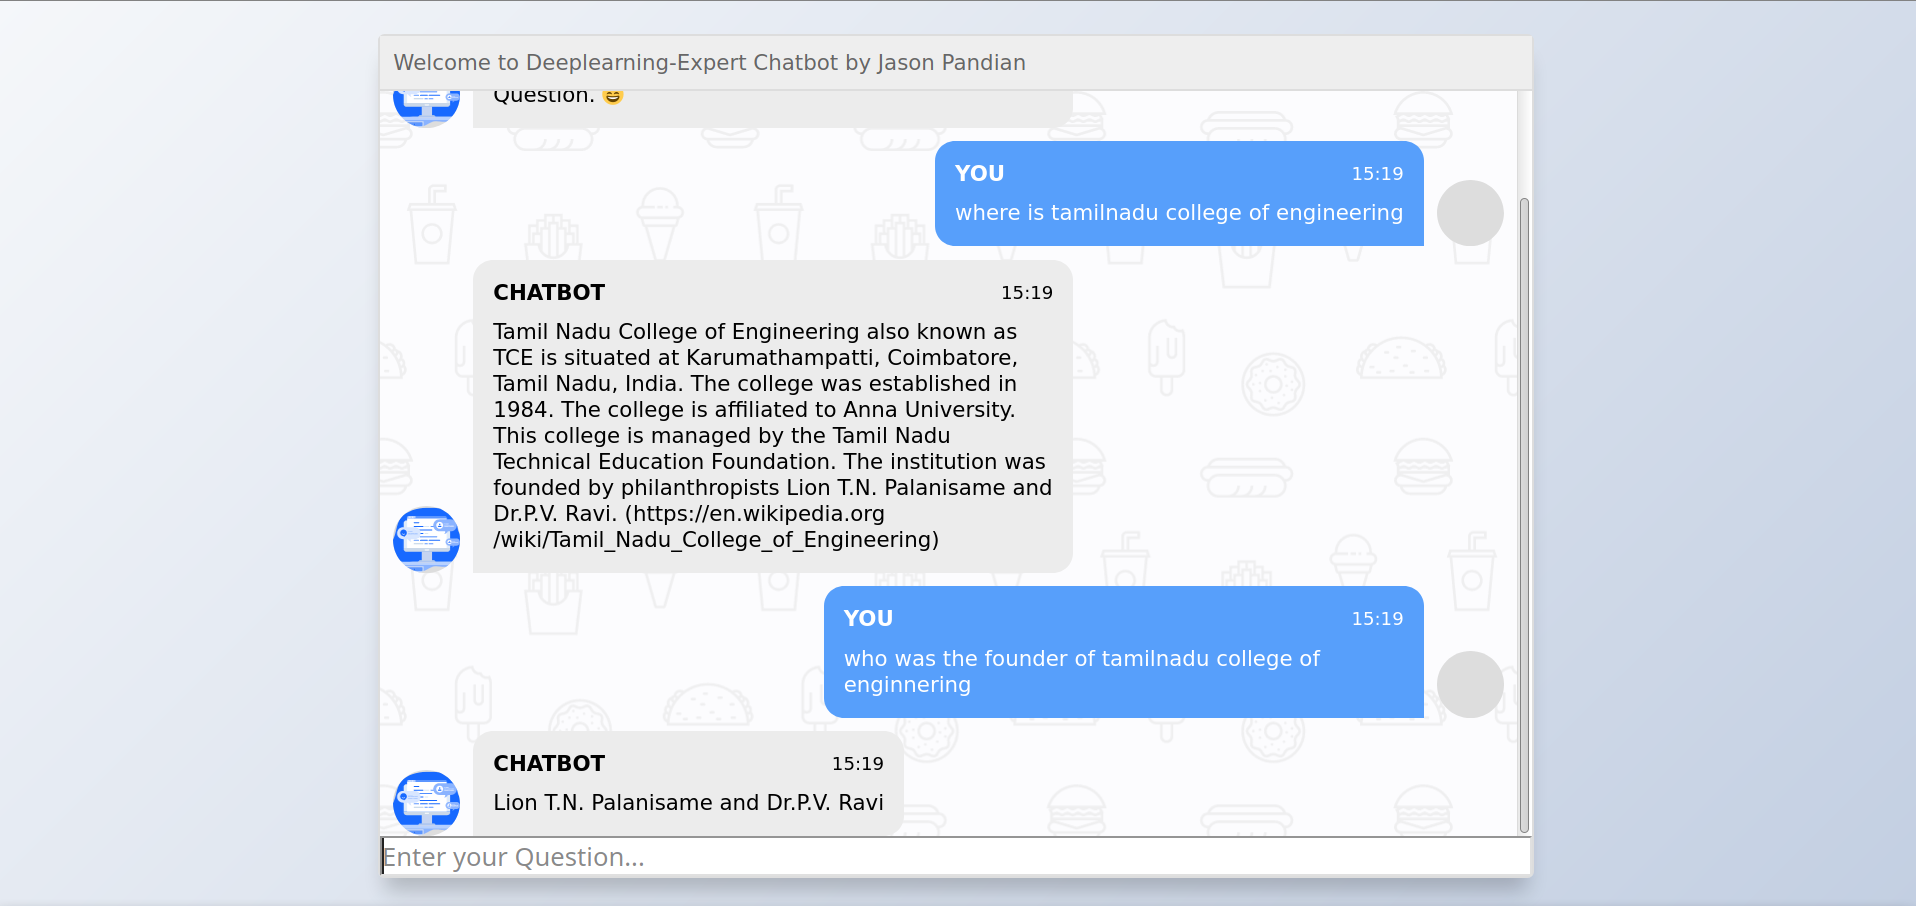 Welcome to Deeplearning-Expert Chatbot by Jason Pandian
Question. 😄
YOU 15:19
where is tamilnadu college of engineering
CHATBOT 15:19
Tamil Nadu College of Engineering also known as
TCE is situated at Karumathampatti, Coimbatore,
Tamil Nadu, India. The college was established in
1984. The college is affiliated to Anna University.
This college is managed by the Tamil Nadu
Technical Education Foundation. The institution was
founded by philanthropists Lion T.N. Palanisame and
Dr.P.V. Ravi. (https://en.wikipedia.org
/wiki/Tamil_Nadu_College_of_Engineering)
YOU 15:19
who was the founder of tamilnadu college of
enginnering
CHATBOT 15:19
Lion T.N. Palanisame and Dr.P.V. Ravi
Enter your Question...